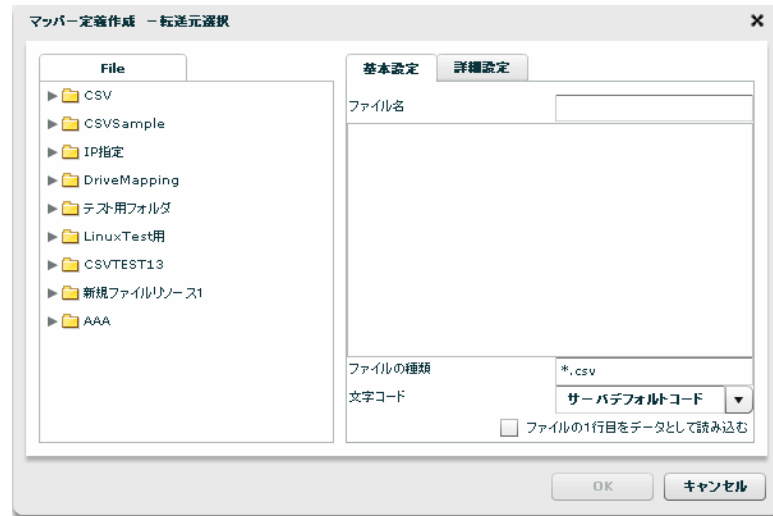 マッパー定義作成 －転送元選択
File
CSV
CSVSample
IP指定
DriveMapping
テスト用フォルダ
LinuxTest用
CSVTEST13
新規ファイルリソース1
AAA
基本設定 詳細設定
ファイル名
ファイルの種類 *.csv
文字コード サーバデフォルトコード
ファイルの1行目をデータとして読み込む
OK キャンセル